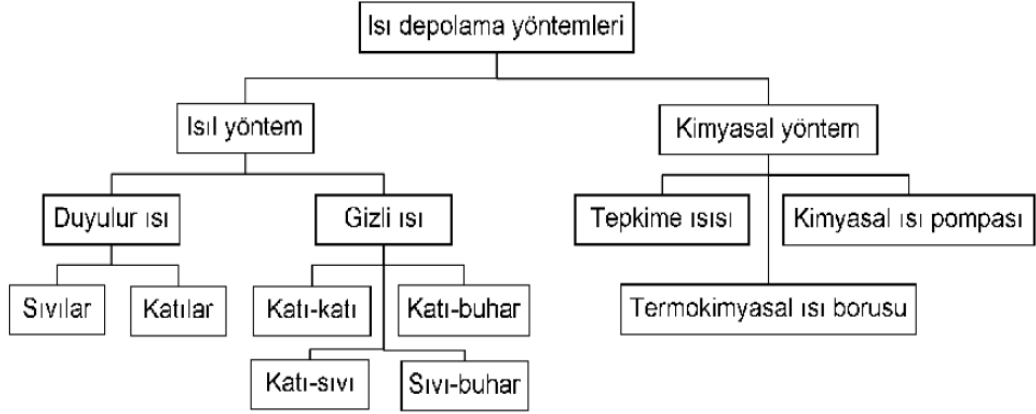 Isı depolama yöntemleri
Isıl yöntem
Kimyasal yöntem
Duyulur ısı
Gizli ısı
Tepkime ısısı
Kimyasal ısı pompası
Sıvılar
Katılar
Katı-katı
Katı-buhar
Termokimyasal ısı borusu
Katı-sıvı
Sıvı-buhar